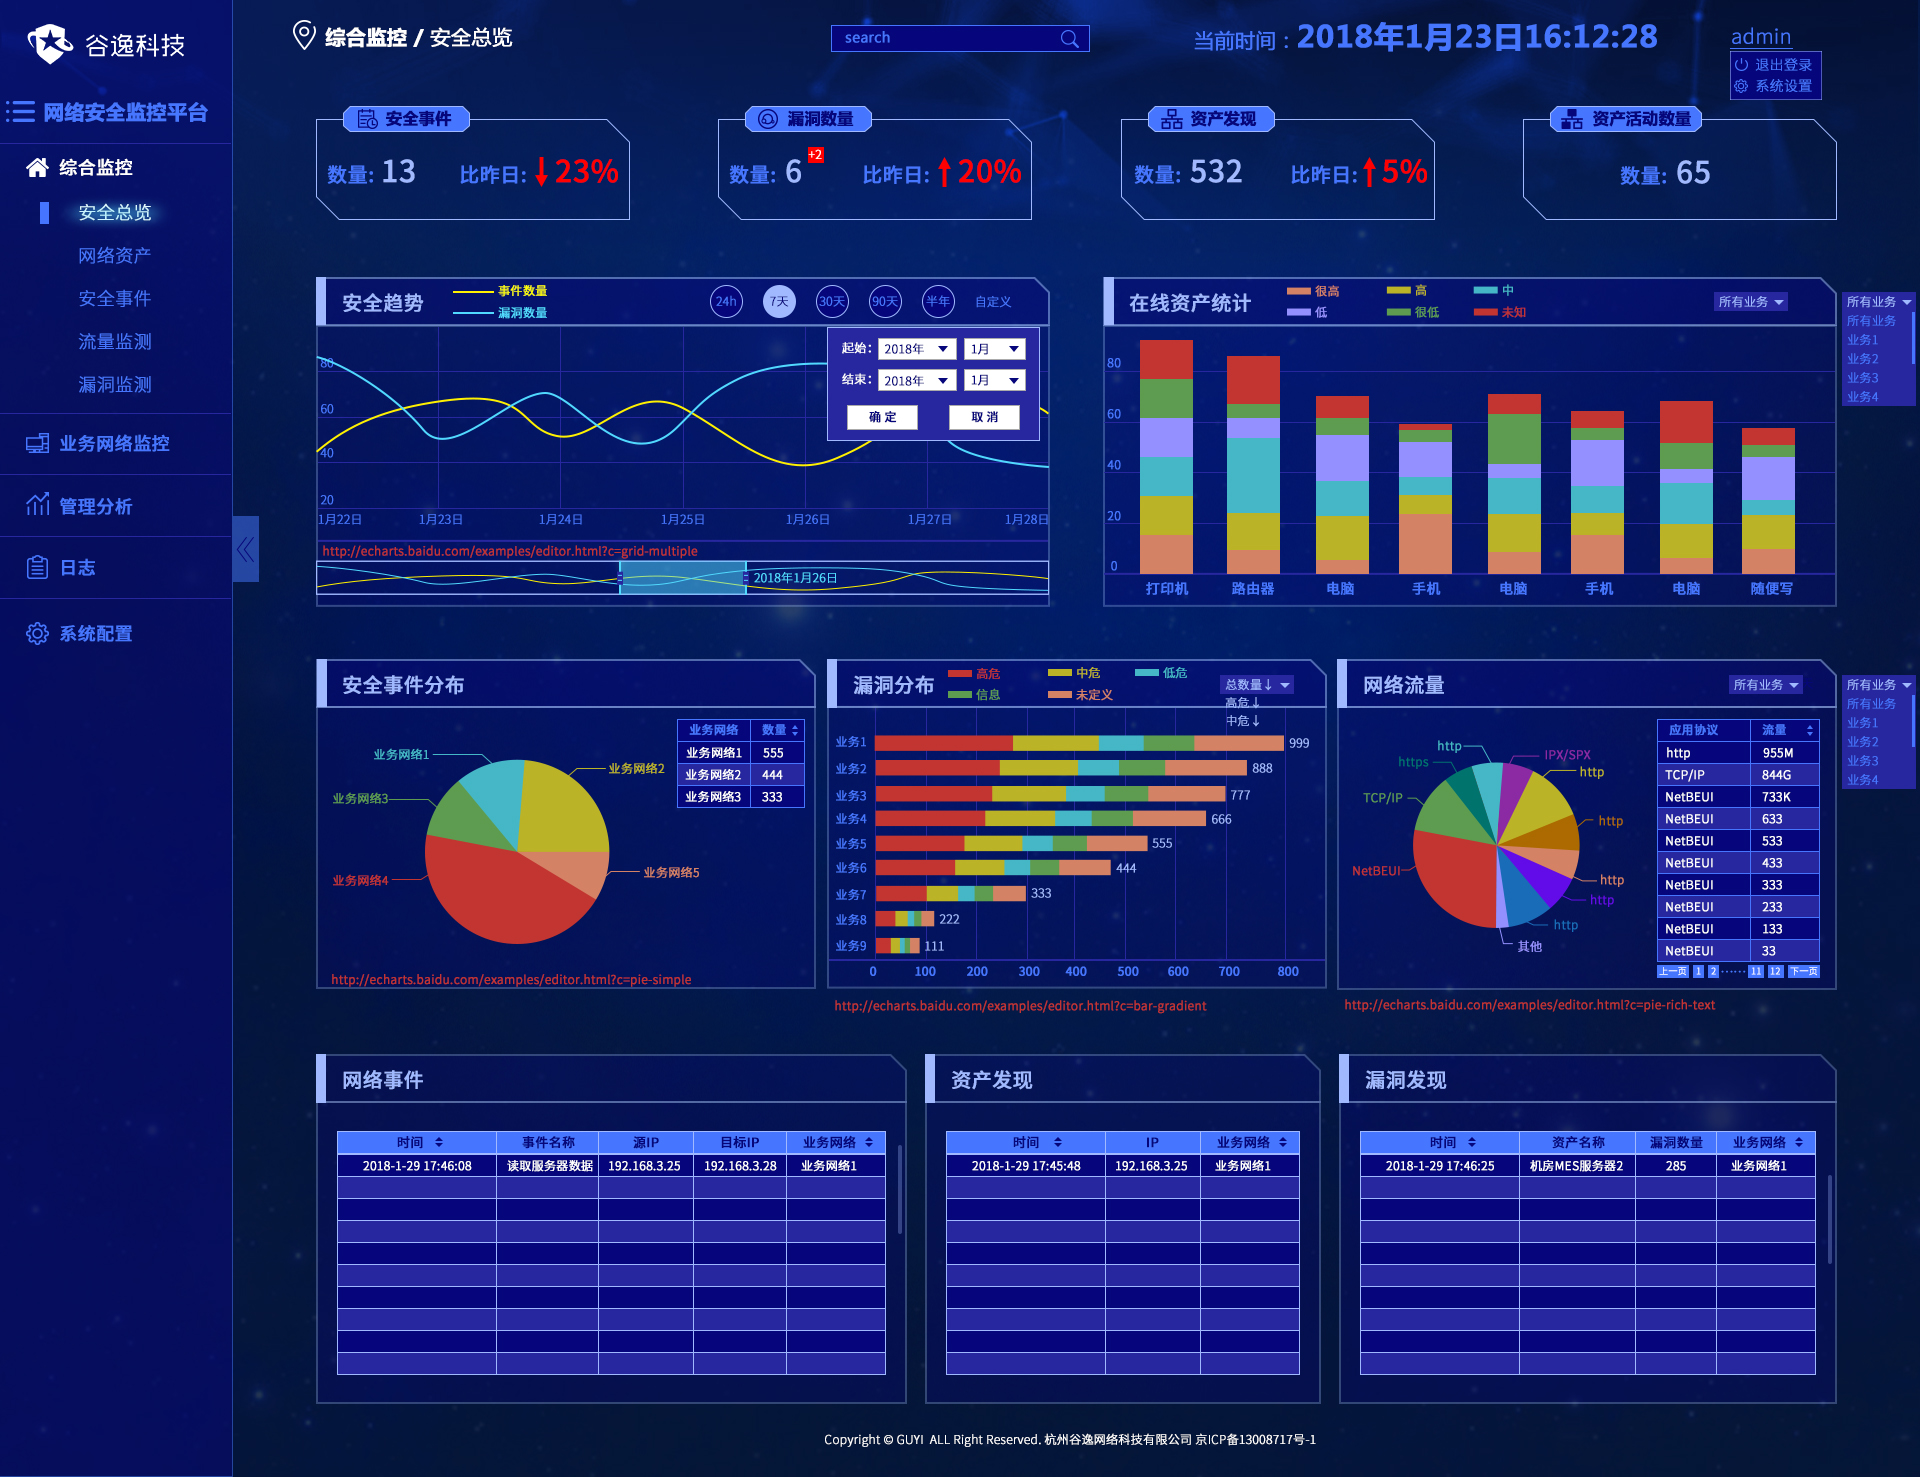 谷逸科技
网络安全监控平台
综合监控
安全总览
网络资产
安全事件
流量监测
漏洞监测
业务网络监控
管理分析
日志
系统配置
综合监控 / 安全总览
search
当前时间：2018年1月23日16:12:28
admin
退出登录
系统设置
安全事件
数量: 13 比昨日: 23%
漏洞数量
数量: 6 +2 比昨日: 20%
资产发现
数量: 532 比昨日: 5%
资产活动数量
数量: 65
安全趋势
事件数量
漏洞数量
24h 7天 30天 90天 半年 自定义
起始: 2018年 1月
结束: 2018年 1月
确 定 取 消
80
60
40
20
1月22日 1月23日 1月24日 1月25日 1月26日 1月27日 1月28日
http://echarts.baidu.com/examples/editor.html?c=grid-multiple
2018年1月26日
在线资产统计
很高 高 中
低 很低 未知
所有业务
所有业务
所有业务
业务1
业务2
业务3
业务4
80
60
40
20
0
打印机 路由器 电脑 手机 电脑 手机 电脑 随便写
安全事件分布
业务网络1
业务网络2
业务网络3
业务网络4
业务网络5
业务网络 数量
业务网络1 555
业务网络2 444
业务网络3 333
http://echarts.baidu.com/examples/editor.html?c=pie-simple
漏洞分布
高危 中危 低危
信息 未定义
总数量↓
高危↓
中危↓
业务1 999
业务2 888
业务3 777
业务4 666
业务5 555
业务6 444
业务7 333
业务8 222
业务9 111
0 100 200 300 400 500 600 700 800
http://echarts.baidu.com/examples/editor.html?c=bar-gradient
网络流量
所有业务
所有业务
所有业务
业务1
业务2
业务3
业务4
http
IPX/SPX
https
http
TCP/IP
http
NetBEUI
http
http
http
其他
应用协议 流量
http 955M
TCP/IP 844G
NetBEUI 733K
NetBEUI 633
NetBEUI 533
NetBEUI 433
NetBEUI 333
NetBEUI 233
NetBEUI 133
NetBEUI 33
上一页 1 2 ······ 11 12 下一页
http://echarts.baidu.com/examples/editor.html?c=pie-rich-text
网络事件
时间 事件名称 源IP 目标IP 业务网络
2018-1-29 17:46:08 读取服务器数据 192.168.3.25 192.168.3.28 业务网络1
资产发现
时间 IP 业务网络
2018-1-29 17:45:48 192.168.3.25 业务网络1
漏洞发现
时间 资产名称 漏洞数量 业务网络
2018-1-29 17:46:25 机房MES服务器2 285 业务网络1
Copyright © GUYI ALL Right Reserved. 杭州谷逸网络科技有限公司 京ICP备13008717号-1